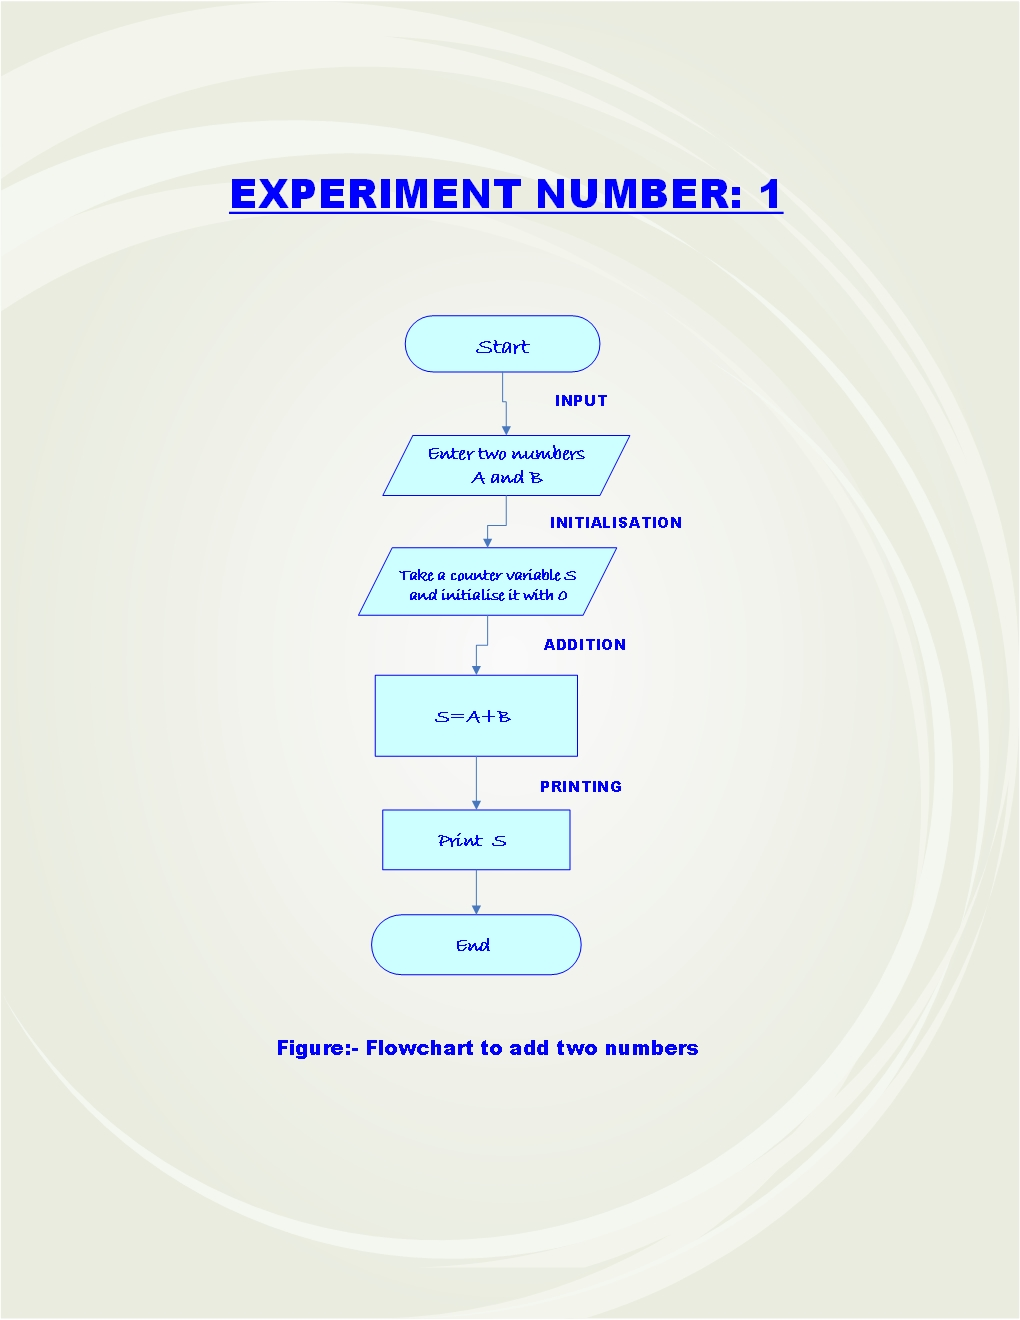 EXPERIMENT NUMBER: 1
Start
INPUT
Enter two numbers
A and B
INITIALISATION
Take a counter variable S
and initialise it with 0
ADDITION
S=A+B
PRINTING
Print S
End
Figure:- Flowchart to add two numbers